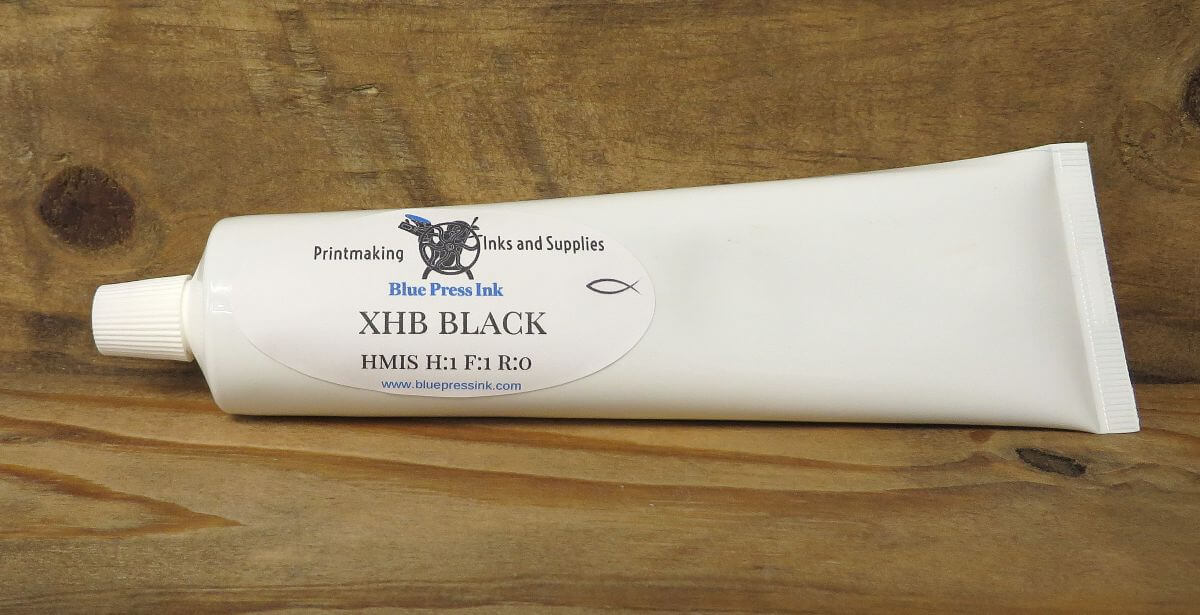 Printmaking Inks and Supplies
Blue Press Ink
XHB BLACK
HMIS H:1 F:1 R:0
www.bluepressink.com